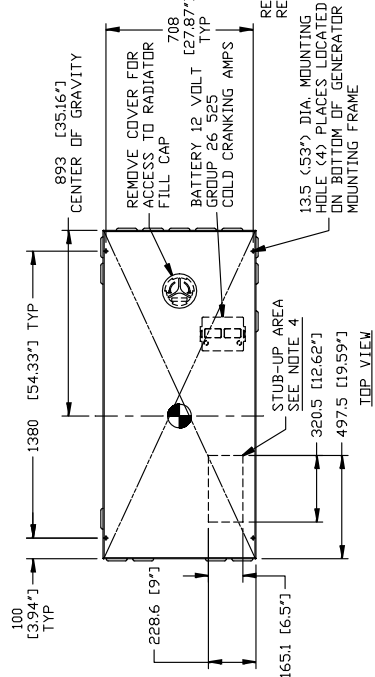 893 [35.16"]
CENTER OF GRAVITY
1380 [54.33"] TYP
100
[3.94"]
TYP
REMOVE COVER FOR
ACCESS TO RADIATOR
FILL CAP
708
[27.87"]
TYP
BATTERY 12 VOLT
GROUP 26 525
COLD CRANKING AMPS
228.6 [9"]
165.1 [6.5"]
STUB-UP AREA
SEE NOTE 4
320.5 [12.62"]
497.5 [19.59"]
13.5 (.53") DIA. MOUNTING
HOLE (4) PLACES LOCATED
ON BOTTOM OF GENERATOR
MOUNTING FRAME
TOP VIEW
RE
RE